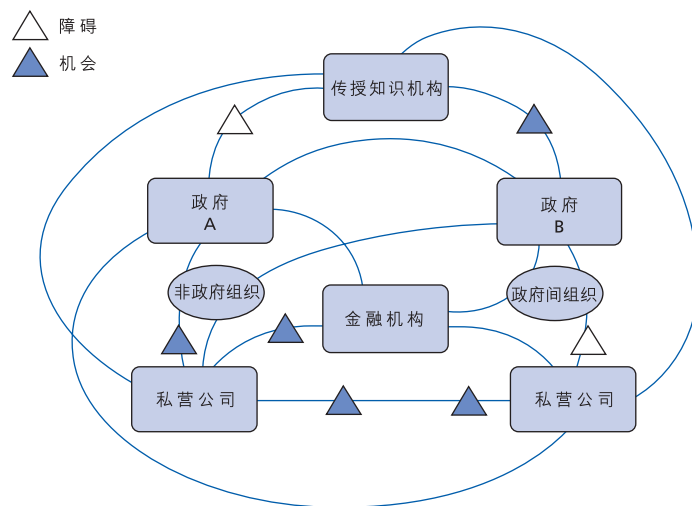 障碍
机会
传授知识机构
政府
A
政府
B
非政府组织
政府间组织
金融机构
私营公司
私营公司